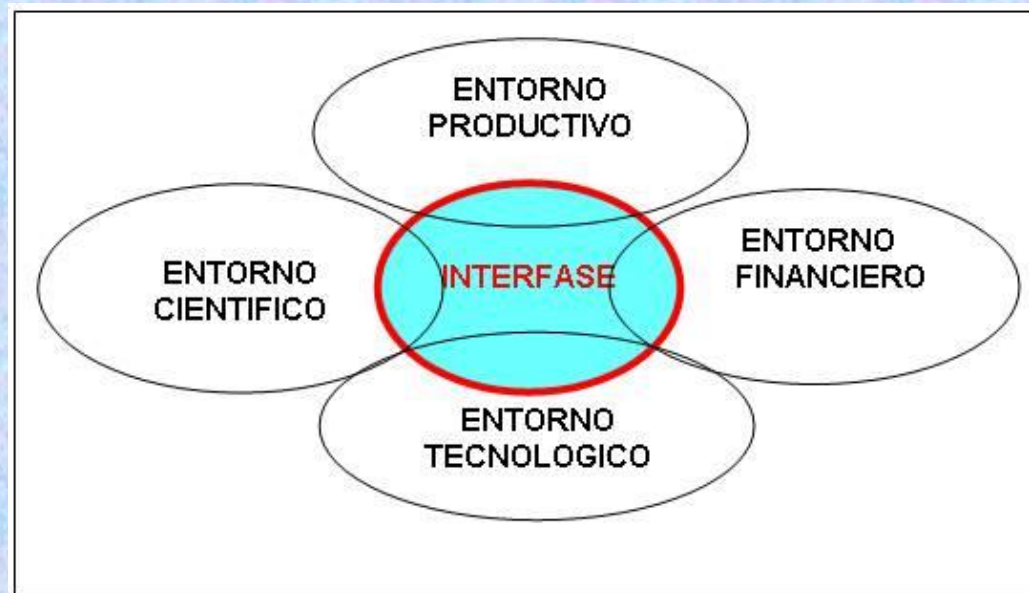 ENTORNO
PRODUCTIVO
ENTORNO
CIENTIFICO
INTERFASE
ENTORNO
FINANCIERO
ENTORNO
TECNOLOGICO